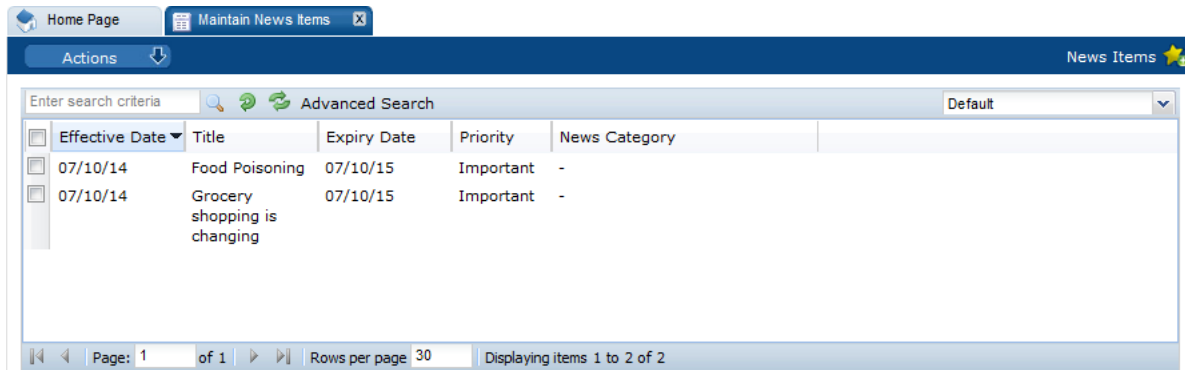 Home Page Maintain News Items X
Actions News Items
Enter search criteria Advanced Search Default
Effective Date Title Expiry Date Priority News Category
07/10/14 Food Poisoning 07/10/15 Important -
07/10/14 Grocery 07/10/15 Important -
shopping is
changing
Page: 1 of 1 Rows per page 30 Displaying items 1 to 2 of 2